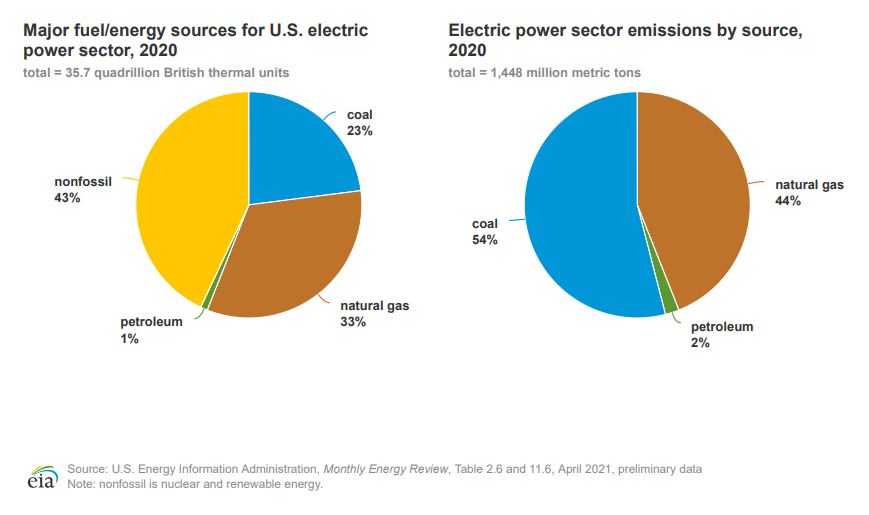 Major fuel/energy sources for U.S. electric
power sector, 2020
total = 35.7 quadrillion British thermal units
coal
23%
nonfossil
43%
natural gas
33%
petroleum
1%
Electric power sector emissions by source,
2020
total = 1,448 million metric tons
natural gas
44%
coal
54%
petroleum
2%
eia
Source: U.S. Energy Information Administration, Monthly Energy Review, Table 2.6 and 11.6, April 2021, preliminary data
Note: nonfossil is nuclear and renewable energy.